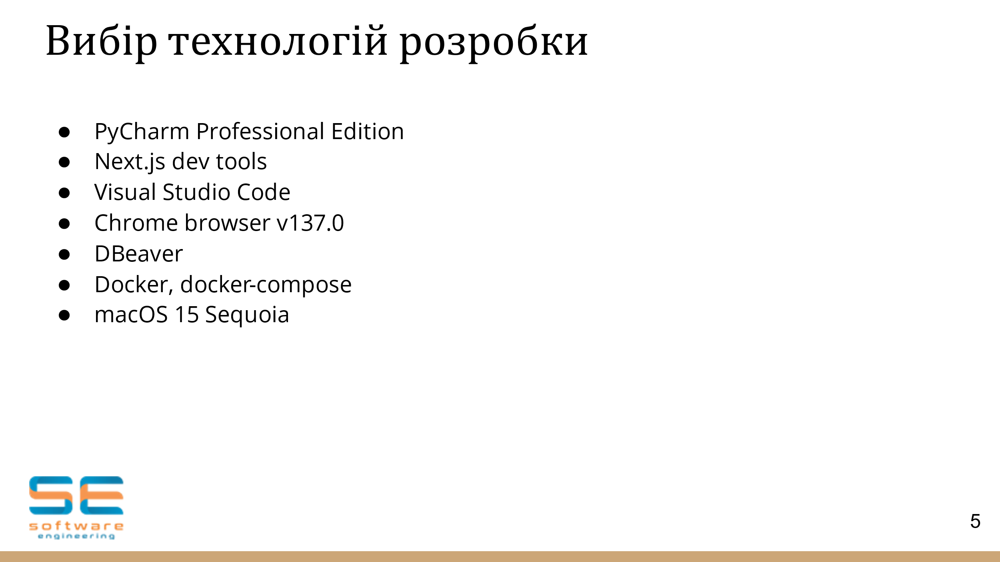 Вибір технологій розробки
● PyCharm Professional Edition
● Next.js dev tools
● Visual Studio Code
● Chrome browser v137.0
● DBeaver
● Docker, docker-compose
● macOS 15 Sequoia
SE
software
engineering
5